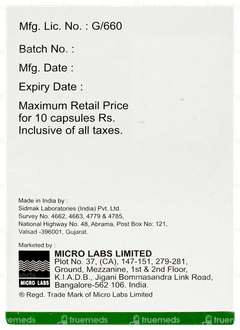 Mfg. Lic. No. : G/660
Batch No. :
Mfg. Date :
Expiry Date :
Maximum Retail Price
for 10 capsules Rs.
Inclusive of all taxes.
Made in India by :
Sidmak Laboratories (India) Pvt. Ltd.
Survey No. 4662, 4663, 4779 & 4785,
National Highway No. 48, Abrama, Post Box No: 121,
Valsad -396001, Gujarat.
Marketed by :
MICRO LABS LIMITED
Plot No. 37, (CA), 147-151, 279-281,
Ground, Mezzanine, 1st & 2nd Floor,
K.I.A.D.B., Jigani Bommasandra Link Road,
Bangalore-562 106. India.
MICRO LABS
® Regd. Trade Mark of Micro Labs Limited
truemeds truemeds truemeds